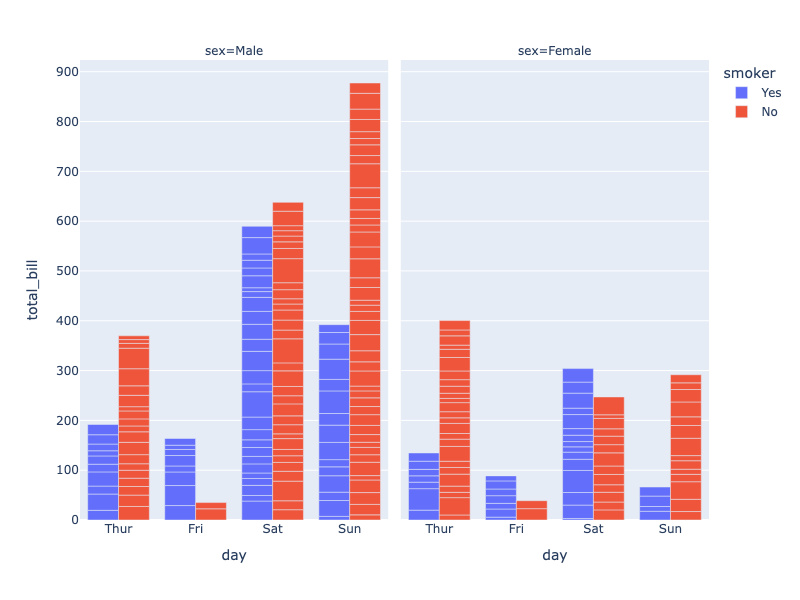 sex=Male
sex=Female
smoker
Yes
No
total_bill
900
800
700
600
500
400
300
200
100
0
Thur Fri Sat Sun
Thur Fri Sat Sun
day
day